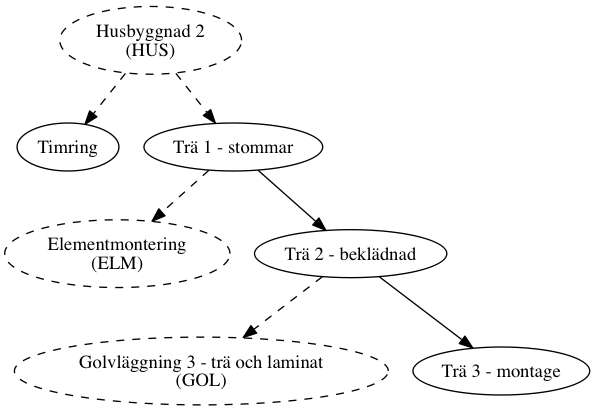 Husbyggnad 2
(HUS)
Timring
Trä 1 - stommar
Elementmontering
(ELM)
Trä 2 - beklädnad
Golvläggning 3 - trä och laminat
(GOL)
Trä 3 - montage